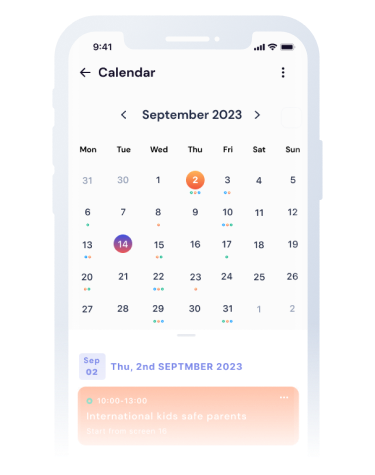 9:41
Calendar
September 2023
Mon Tue Wed Thu Fri Sat Sun
31 30 1 2 3 4 5
6 7 8 9 10 11 12
13 14 15 16 17 18 19
20 21 22 23 24 25 26
27 28 29 30 31 1 2
Sep
02
Thu, 2nd SEPTMBER 2023
10:00-13:00
International kids safe parents
Start from screen